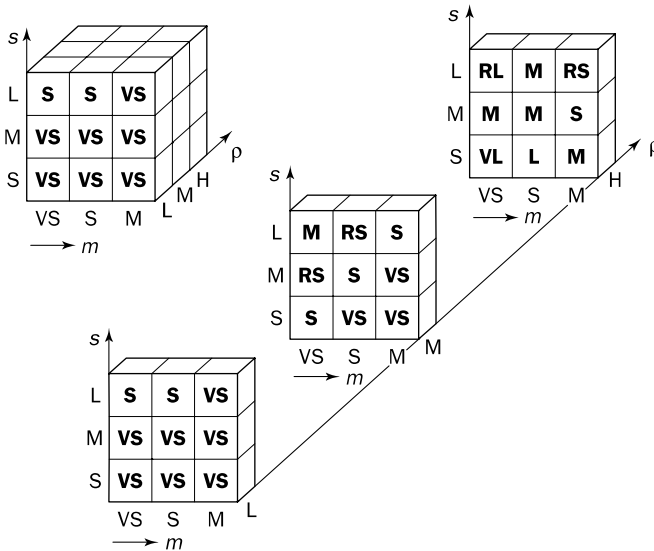 s
L S S VS
M VS VS VS
S VS VS VS
VS S M L M H ρ
m
s
L RL M RS
M M M S
S VL L M
VS S M H ρ
m
s
L M RS S
M RS S VS
S S VS VS
VS S M M
m
s
L S S VS
M VS VS VS
S VS VS VS
VS S M L
m